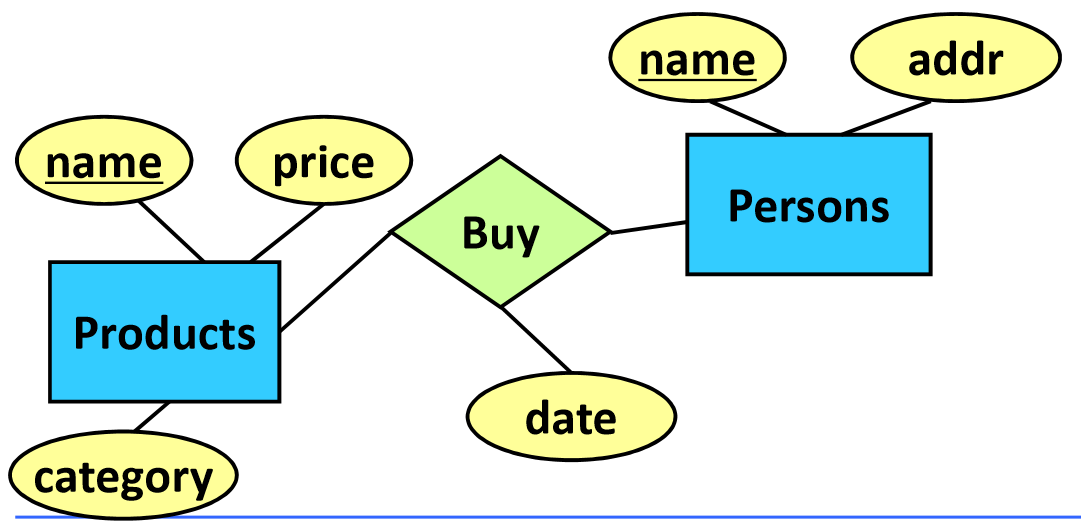 name
addr
name
price
Persons
Buy
Products
date
category